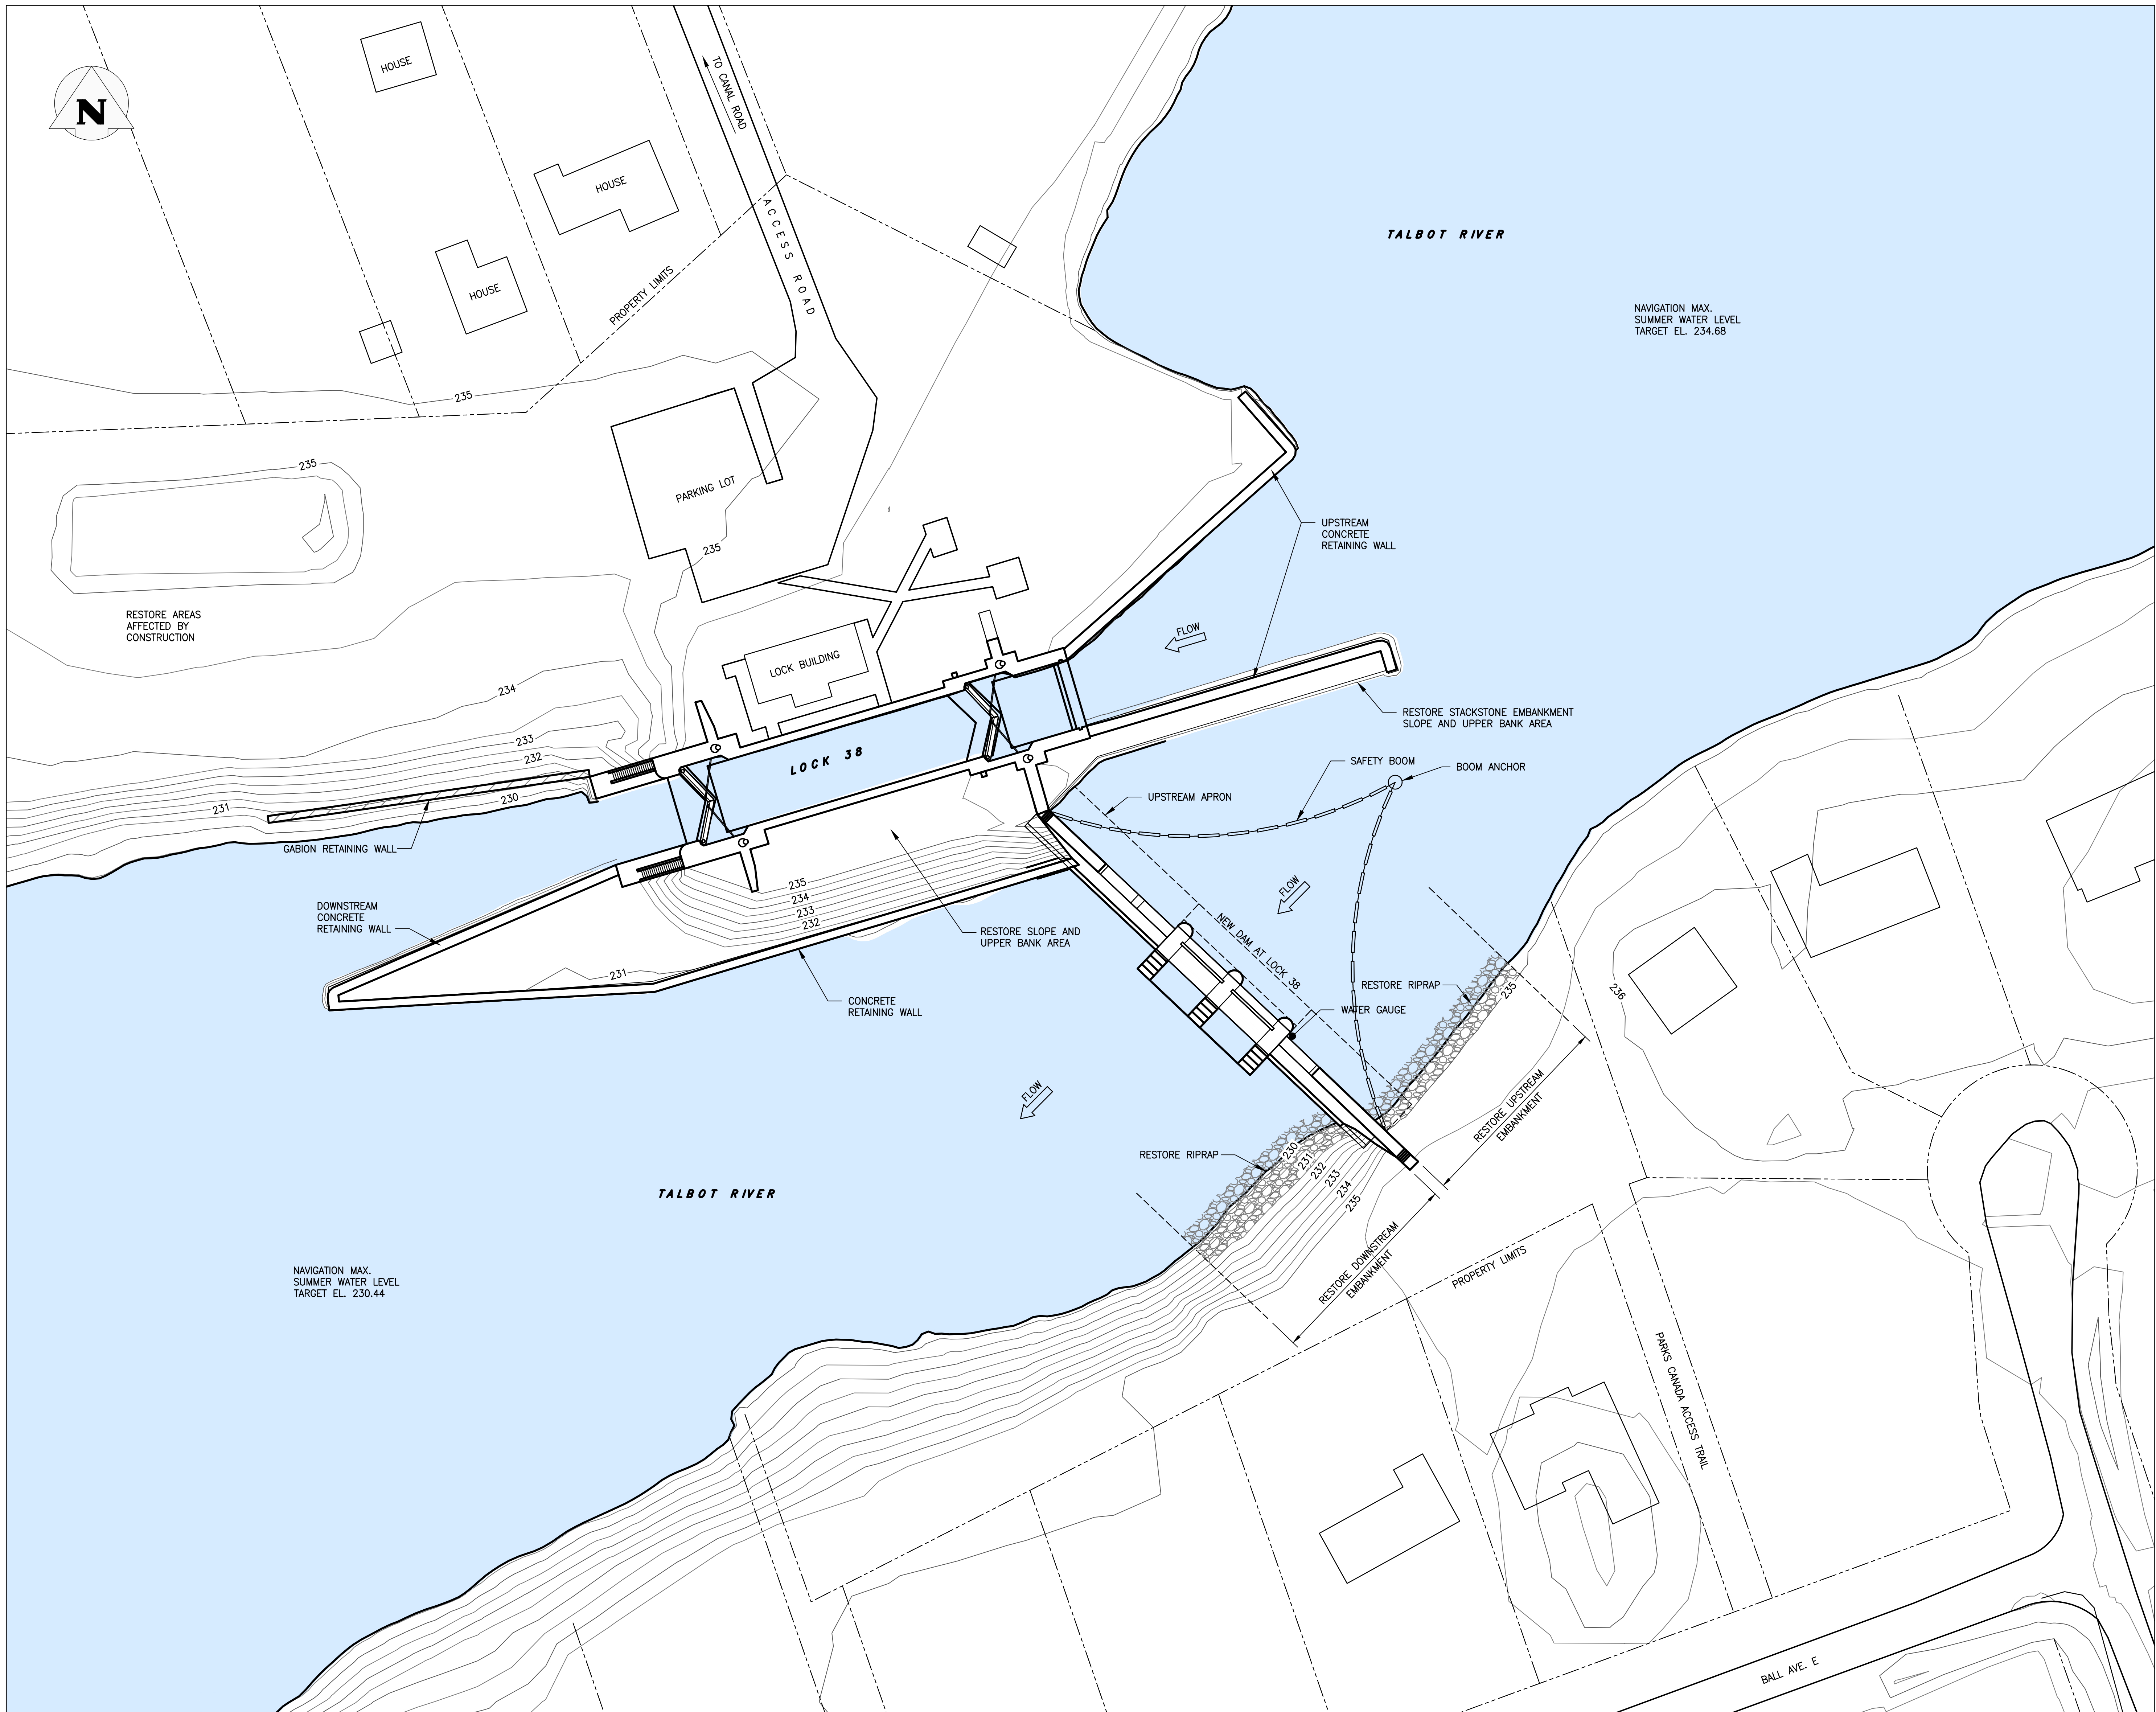 N
HOUSE
TO CANAL ROAD
HOUSE
ACCESS ROAD
HOUSE
PROPERTY LIMITS
TALBOT RIVER
NAVIGATION MAX.
SUMMER WATER LEVEL
TARGET EL. 234.68
235
235
PARKING LOT
235
UPSTREAM
CONCRETE
RETAINING WALL
RESTORE AREAS
AFFECTED BY
CONSTRUCTION
FLOW
LOCK BUILDING
234
233
232
231
230
RESTORE STACKSTONE EMBANKMENT
SLOPE AND UPPER BANK AREA
LOCK 38
SAFETY BOOM
BOOM ANCHOR
UPSTREAM APRON
GABION RETAINING WALL
235
234
233
232
231
FLOW
DOWNSTREAM
CONCRETE
RETAINING WALL
NEW DAM AT LOCK 38
RESTORE SLOPE AND
UPPER BANK AREA
CONCRETE
RETAINING WALL
RESTORE RIPRAP
235
236
WATER GAUGE
FLOW
RESTORE UPSTREAM
EMBANKMENT
RESTORE RIPRAP
230
231
232
233
234
235
TALBOT RIVER
RESTORE DOWNSTREAM
EMBANKMENT
PROPERTY LIMITS
NAVIGATION MAX.
SUMMER WATER LEVEL
TARGET EL. 230.44
PARKS CANADA ACCESS TRAIL
BALL AVE. E